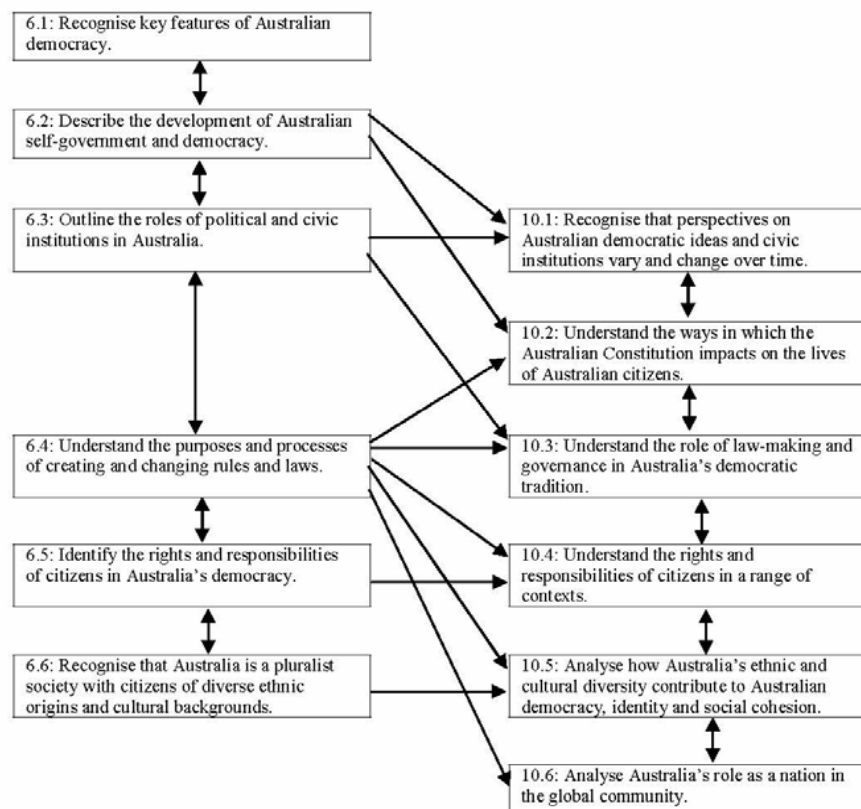 6.1: Recognise key features of Australian
democracy.
6.2: Describe the development of Australian
self-government and democracy.
6.3: Outline the roles of political and civic
institutions in Australia.
6.4: Understand the purposes and processes
of creating and changing rules and laws.
6.5: Identify the rights and responsibilities
of citizens in Australia's democracy.
6.6: Recognise that Australia is a pluralist
society with citizens of diverse ethnic
origins and cultural backgrounds.
10.1: Recognise that perspectives on
Australian democratic ideas and civic
institutions vary and change over time.
10.2: Understand the ways in which the
Australian Constitution impacts on the lives
of Australian citizens.
10.3: Understand the role of law-making and
governance in Australia's democratic
tradition.
10.4: Understand the rights and
responsibilities of citizens in a range of
contexts.
10.5: Analyse how Australia's ethnic and
cultural diversity contribute to Australian
democracy, identity and social cohesion.
10.6: Analyse Australia's role as a nation in
the global community.